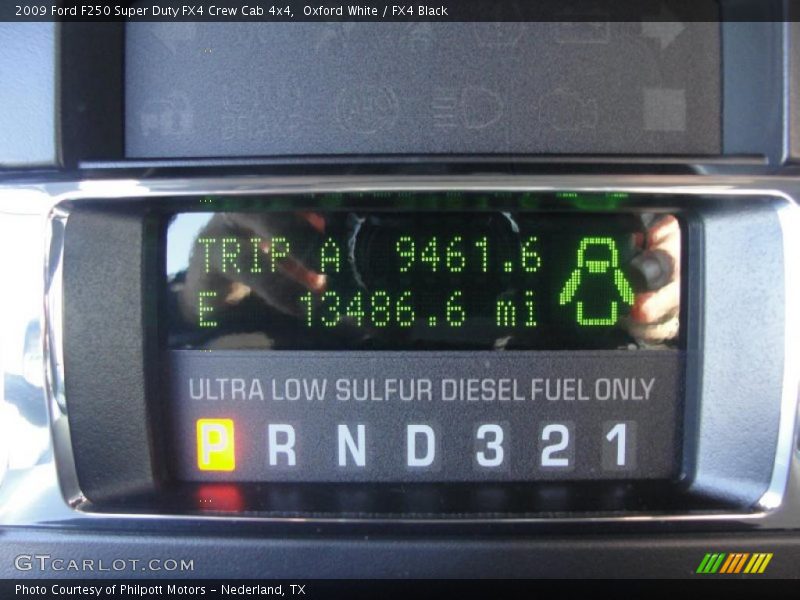 2009 Ford F250 Super Duty FX4 Crew Cab 4x4, Oxford White / FX4 Black
TRIP A 9461.6
E 13486.6 mi
ULTRA LOW SULFUR DIESEL FUEL ONLY
P R N D 3 2 1
GTCARLOT.COM
Photo Courtesy of Philpott Motors - Nederland, TX